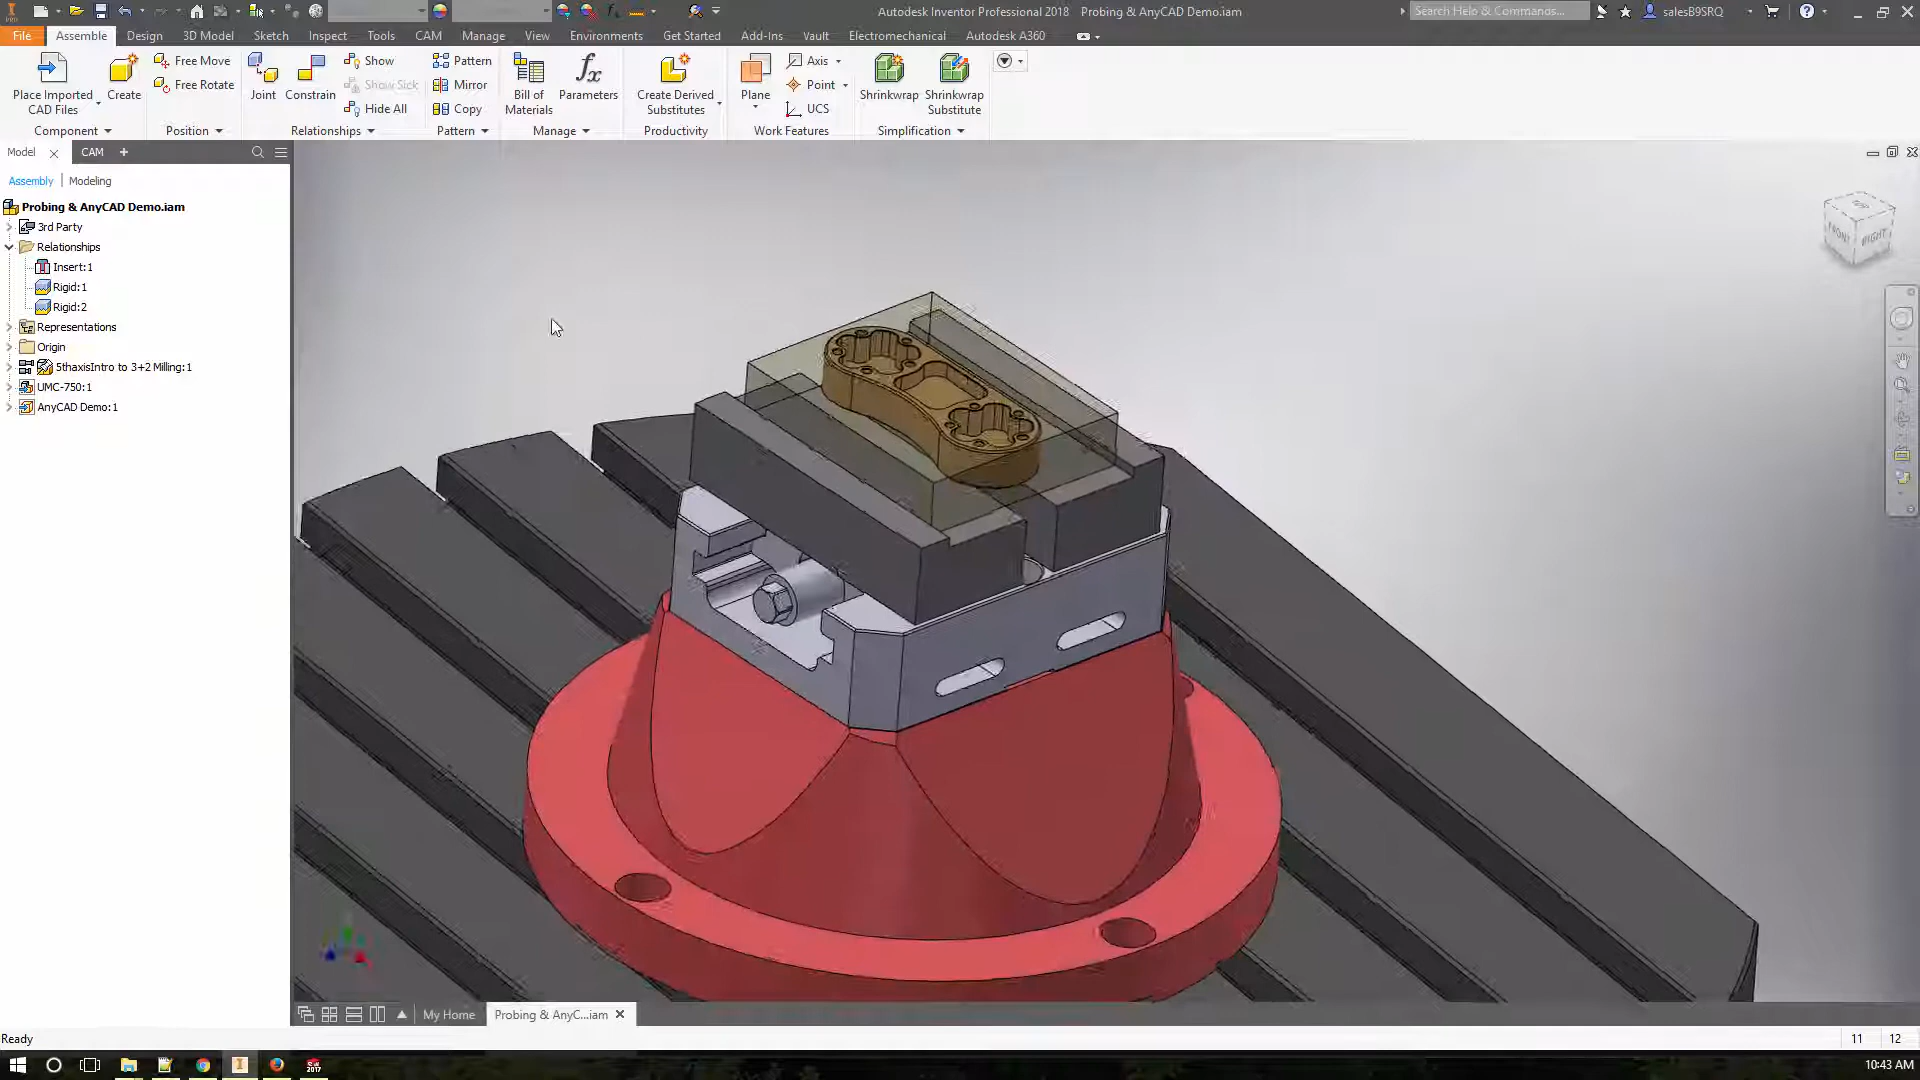 Autodesk Inventor Professional 2018 Probing & AnyCAD Demo.iam
Search Help & Commands...
salesB9SRQ
PRO
File Assemble Design 3D Model Sketch Inspect Tools CAM Manage View Environments Get Started Add-Ins Vault Electromechanical Autodesk A360
Place Imported CAD Files
Create
Free Move
Free Rotate
Joint
Constrain
Show
Show Sick
Hide All
Pattern
Mirror
Copy
Bill of Materials
fx
Parameters
Create Derived Substitutes
Plane
Axis
Point
UCS
Shrinkwrap
Shrinkwrap Substitute
Component Position Relationships Pattern Manage Productivity Work Features Simplification
Model CAM +
Assembly | Modeling
Probing & AnyCAD Demo.iam
3rd Party
Relationships
Insert:1
Rigid:1
Rigid:2
Representations
Origin
5thaxisIntro to 3+2 Milling:1
UMC-750:1
AnyCAD Demo:1
FRONT RIGHT
My Home Probing & AnyC...iam
Ready
11 12
2017
10:43 AM